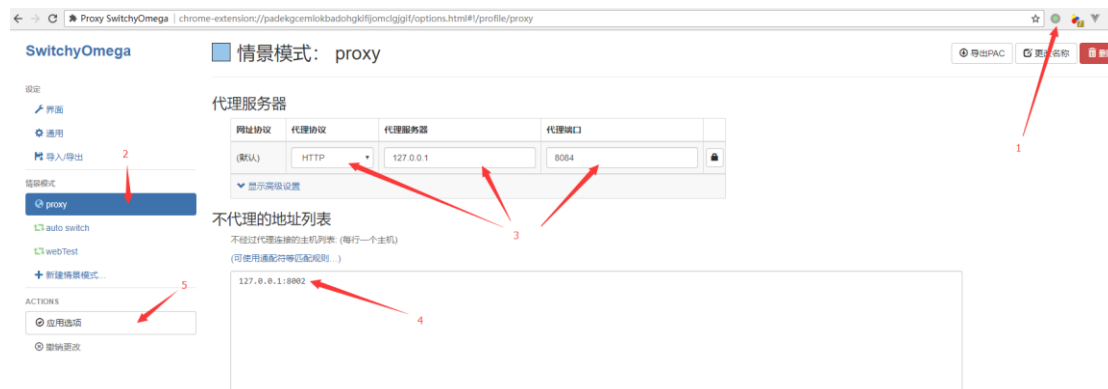 Proxy SwitchyOmega | chrome-extension://padekgcemlokbadohgkifijomclgjgif/options.html#!/profile/proxy
SwitchyOmega
情景模式： proxy
导出PAC
更改名称
设定
界面
通用
导入/导出
情景模式
proxy
auto switch
webTest
新建情景模式...
ACTIONS
应用选项
撤销更改
代理服务器
网址协议 代理协议 代理服务器 代理端口
(默认) HTTP 127.0.0.1 8084
显示高级设置
不代理的地址列表
不经过代理连接的主机列表: (每行一个主机)
(可使用通配符等匹配规则…)
127.0.0.1:8002
1
2
3
4
5